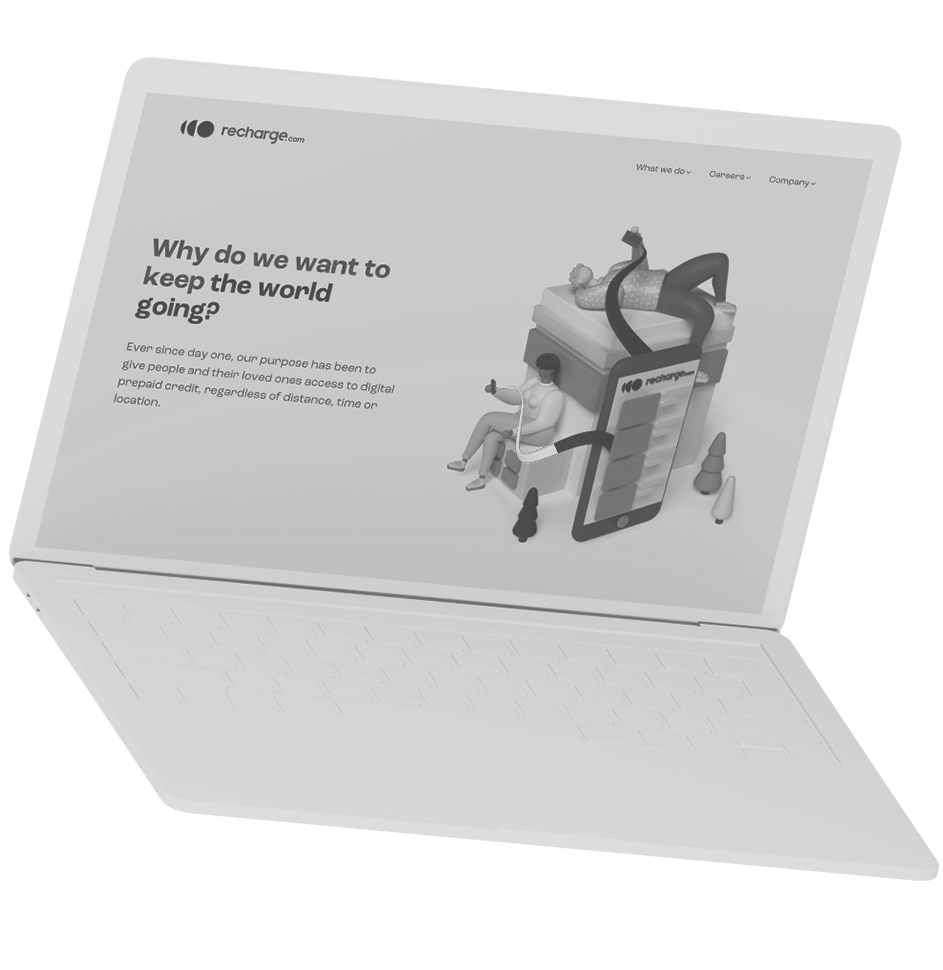 recharge.com
What we do
Careers
Company
Why do we want to
keep the world
going?
Ever since day one, our purpose has been to
give people and their loved ones access to digital
prepaid credit, regardless of distance, time or
location.
recharge.com